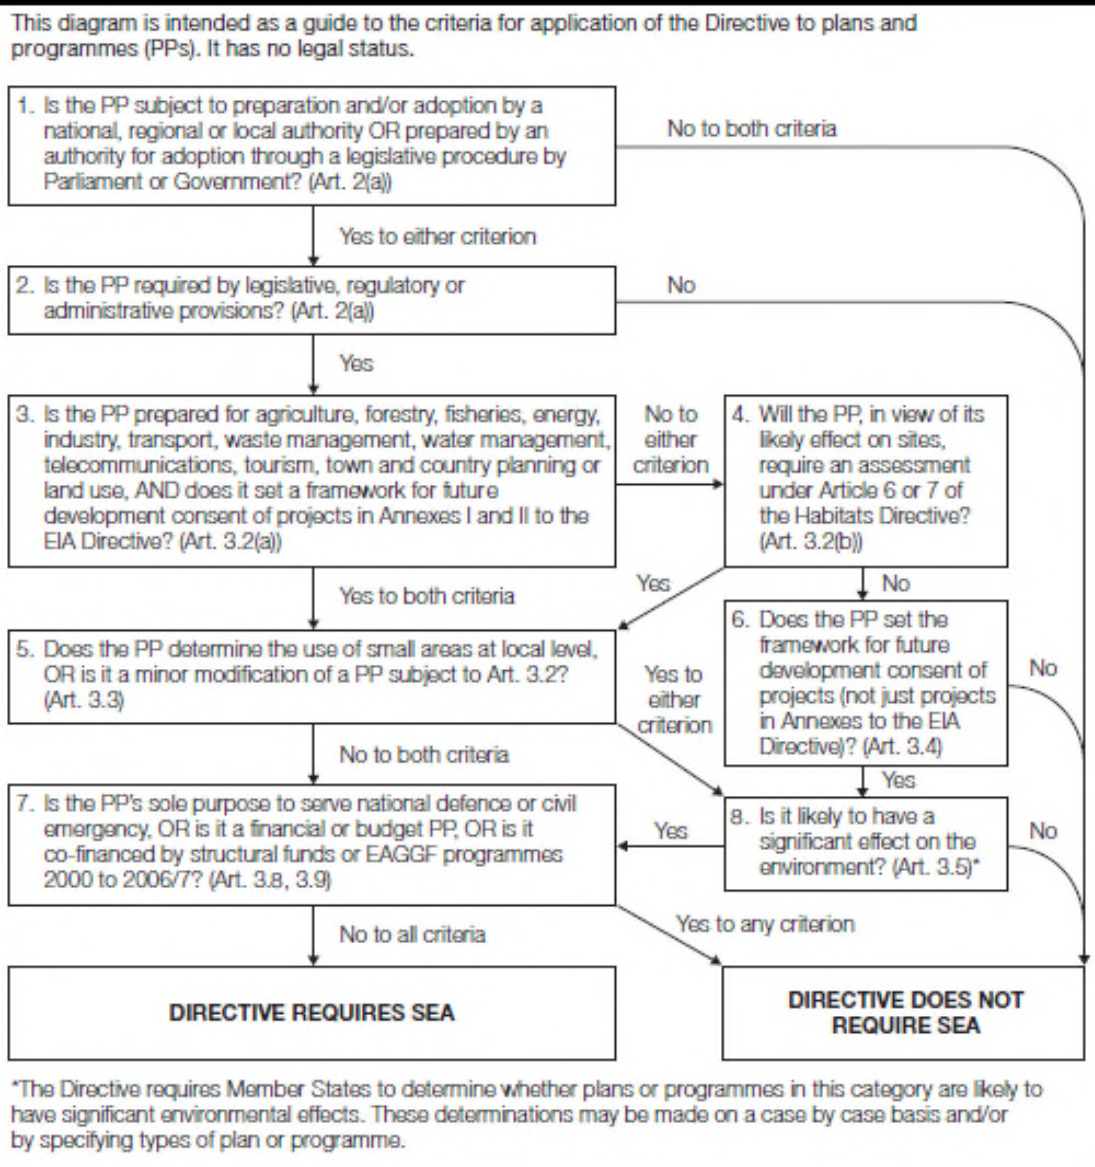 This diagram is intended as a guide to the criteria for application of the Directive to plans and
programmes (PPs). It has no legal status.
1. Is the PP subject to preparation and/or adoption by a
national, regional or local authority OR prepared by an
authority for adoption through a legislative procedure by
Parliament or Government? (Art. 2(a))
No to both criteria
Yes to either criterion
2. Is the PP required by legislative, regulatory or
administrative provisions? (Art. 2(a))
No
Yes
3. Is the PP prepared for agriculture, forestry, fisheries, energy,
industry, transport, waste management, water management,
telecommunications, tourism, town and country planning or
land use, AND does it set a framework for future
development consent of projects in Annexes I and II to the
EIA Directive? (Art. 3.2(a))
No to
either
criterion
4. Will the PP, in view of its
likely effect on sites,
require an assessment
under Article 6 or 7 of
the Habitats Directive?
(Art. 3.2(b))
Yes to both criteria
Yes
No
5. Does the PP determine the use of small areas at local level,
OR is it a minor modification of a PP subject to Art. 3.2?
(Art. 3.3)
Yes to
either
criterion
6. Does the PP set the
framework for future
development consent of
projects (not just projects
in Annexes to the EIA
Directive)? (Art. 3.4)
No
No to both criteria
Yes
7. Is the PP's sole purpose to serve national defence or civil
emergency, OR is it a financial or budget PP, OR is it
co-financed by structural funds or EAGGF programmes
2000 to 2006/7? (Art. 3.8, 3.9)
Yes
8. Is it likely to have a
significant effect on the
environment? (Art. 3.5)*
No
No to all criteria
Yes to any criterion
DIRECTIVE REQUIRES SEA
DIRECTIVE DOES NOT
REQUIRE SEA
*The Directive requires Member States to determine whether plans or programmes in this category are likely to
have significant environmental effects. These determinations may be made on a case by case basis and/or
by specifying types of plan or programme.